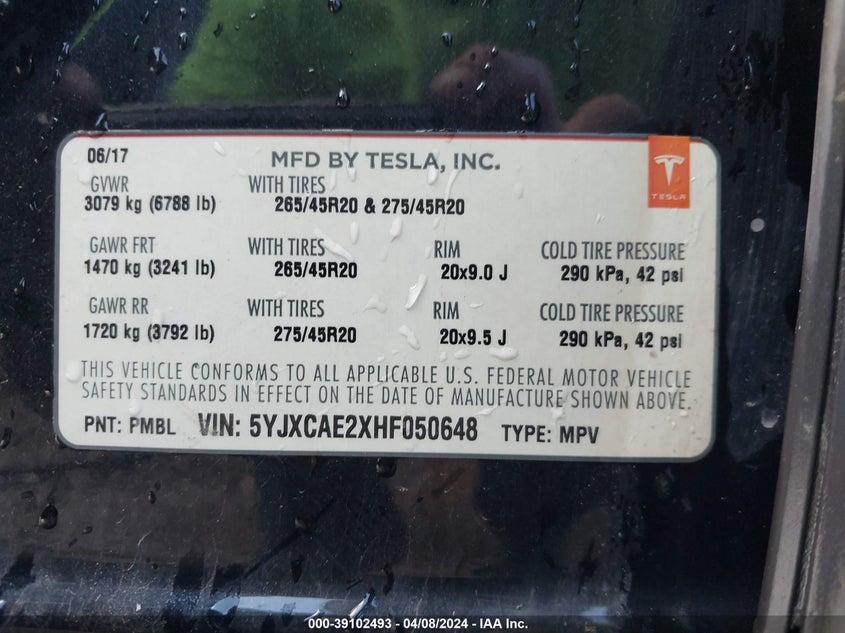 06/17 MFD BY TESLA, INC.
TESLA
GVWR WITH TIRES
3079 kg (6788 lb) 265/45R20 & 275/45R20
GAWR FRT WITH TIRES RIM COLD TIRE PRESSURE
1470 kg (3241 lb) 265/45R20 20x9.0 J 290 kPa, 42 psi
GAWR RR WITH TIRES RIM COLD TIRE PRESSURE
1720 kg (3792 lb) 275/45R20 20x9.5 J 290 kPa, 42 psi
THIS VEHICLE CONFORMS TO ALL APPLICABLE U.S. FEDERAL MOTOR VEHICLE
SAFETY STANDARDS IN EFFECT ON THE DATE OF MANUFACTURE SHOWN ABOVE.
PNT: PMBL VIN: 5YJXCAE2XHF050648 TYPE: MPV
000-39102493 - 04/08/2024 - IAA Inc.